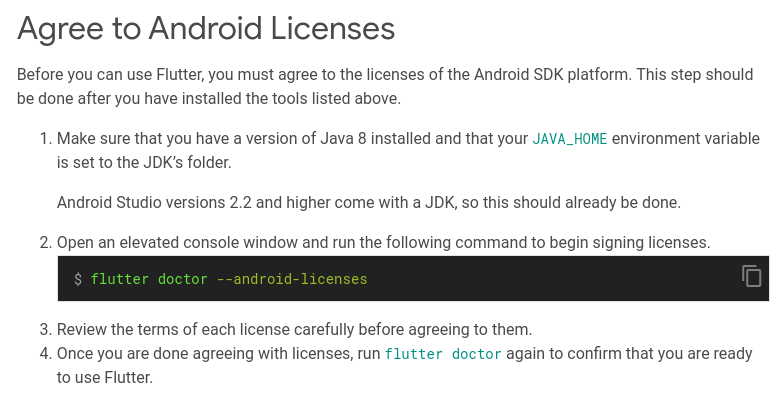 Agree to Android Licenses
Before you can use Flutter, you must agree to the licenses of the Android SDK platform. This step should
be done after you have installed the tools listed above.
1. Make sure that you have a version of Java 8 installed and that your JAVA_HOME environment variable
is set to the JDK’s folder.
Android Studio versions 2.2 and higher come with a JDK, so this should already be done.
2. Open an elevated console window and run the following command to begin signing licenses.
$ flutter doctor --android-licenses
3. Review the terms of each license carefully before agreeing to them.
4. Once you are done agreeing with licenses, run flutter doctor again to confirm that you are ready
to use Flutter.